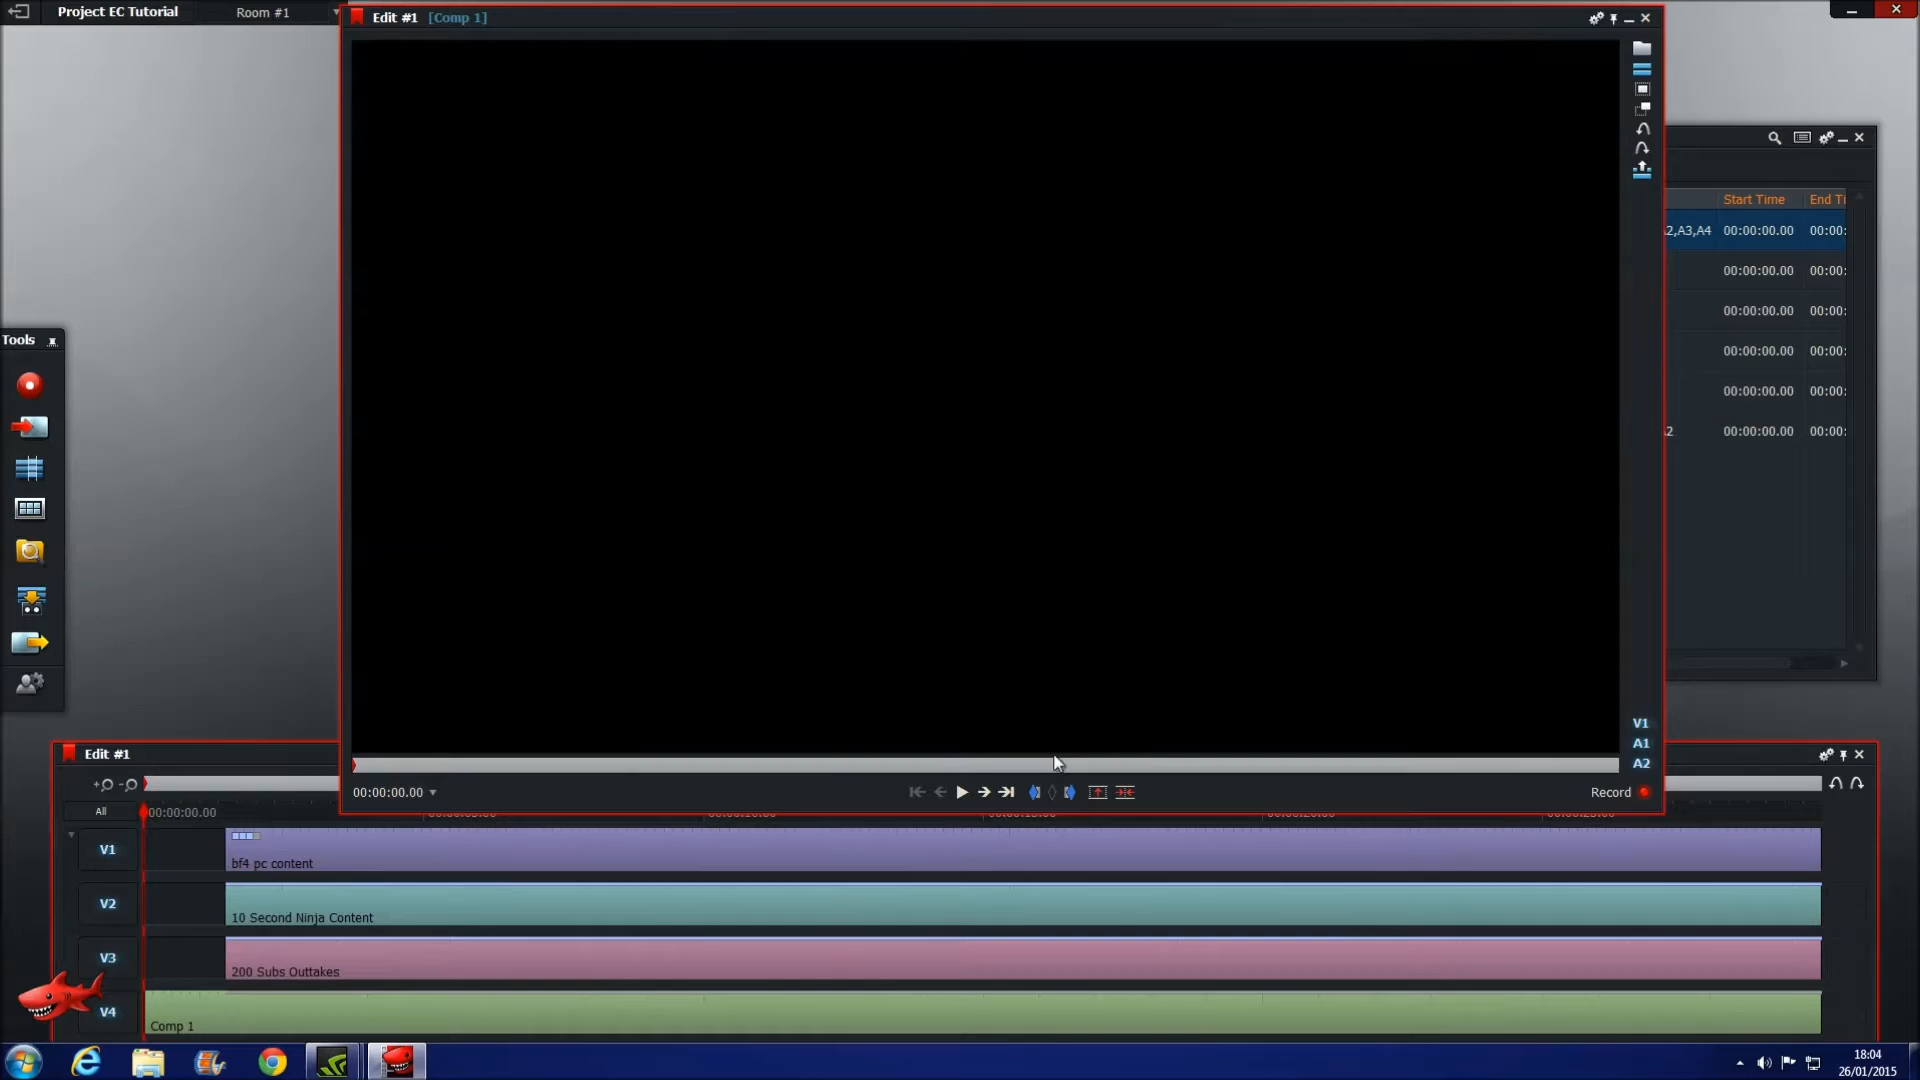 Project EC Tutorial
Room #1
Edit #1 [Comp 1]
Start Time
2,A3,A4 00:00:00.00 00:00:
00:00:00.00 00:00:
00:00:00.00 00:00:
00:00:00.00 00:00:
00:00:00.00 00:00:
00:00:00.00 00:00:
Tools
V1
A1
A2
00:00:00.00
Record
Edit #1
All
00:00:00.00
V1
bf4 pc content
V2
10 Second Ninja Content
V3
200 Subs Outtakes
V4
Comp 1
18:04
26/01/2015